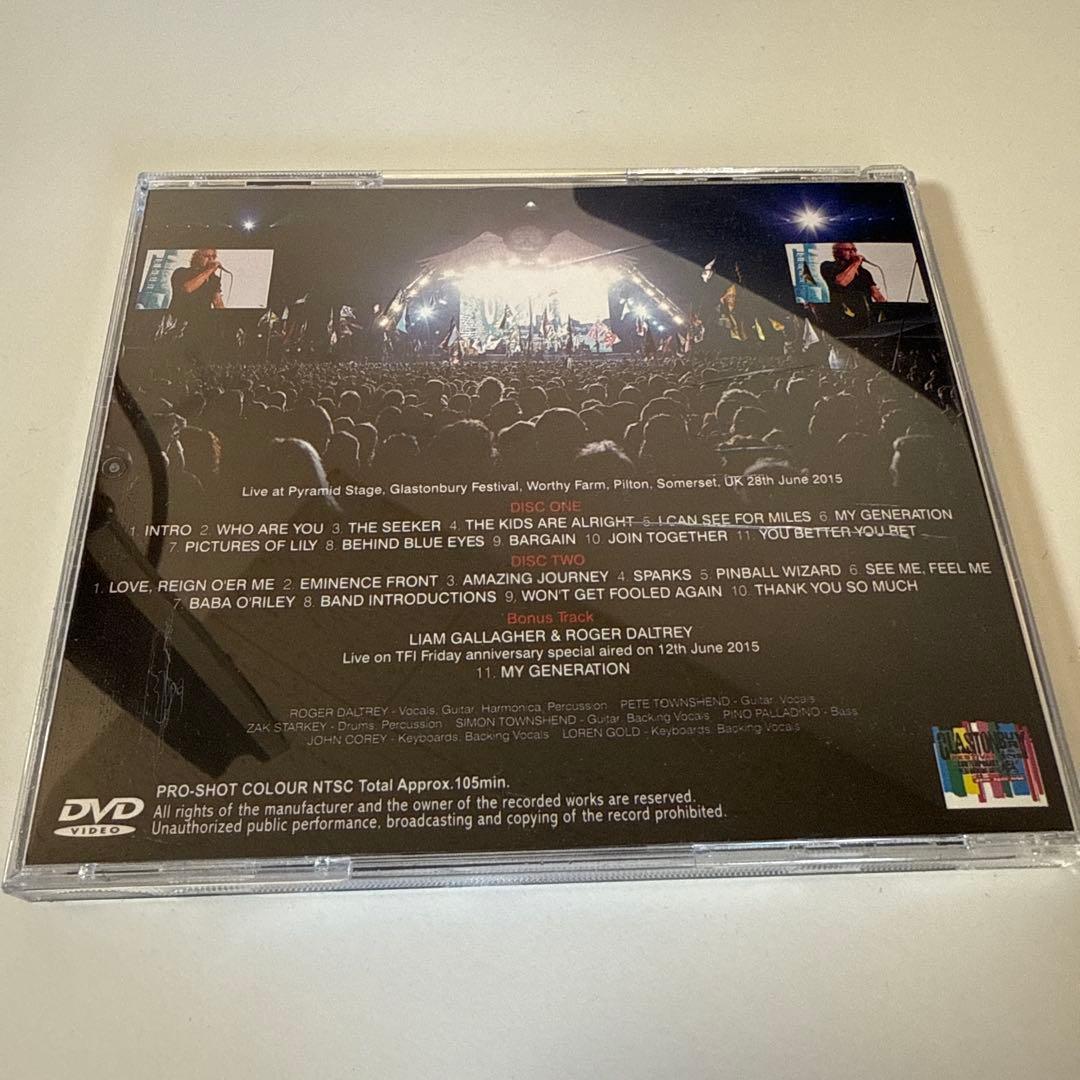 Live at Pyramid Stage, Glastonbury Festival, Worthy Farm, Pilton, Somerset, UK 28th June 2015
DISC ONE
1. INTRO 2. WHO ARE YOU 3. THE SEEKER 4. THE KIDS ARE ALRIGHT 5. I CAN SEE FOR MILES 6. MY GENERATION
7. PICTURES OF LILY 8. BEHIND BLUE EYES 9. BARGAIN 10. JOIN TOGETHER 11. YOU BETTER YOU BET
DISC TWO
1. LOVE, REIGN O'ER ME 2. EMINENCE FRONT 3. AMAZING JOURNEY 4. SPARKS 5. PINBALL WIZARD 6. SEE ME, FEEL ME
7. BABA O'RILEY 8. BAND INTRODUCTIONS 9. WON'T GET FOOLED AGAIN 10. THANK YOU SO MUCH
Bonus Track
LIAM GALLAGHER & ROGER DALTREY
Live on TFI Friday anniversary special aired on 12th June 2015
11. MY GENERATION
ROGER DALTREY - Vocals, Guitar, Harmonica, Percussion PETE TOWNSHEND - Guitar, Vocals
ZAK STARKEY - Drums, Percussion SIMON TOWNSHEND - Guitar, Backing Vocals PINO PALLADINO - Bass
JOHN COREY - Keyboards, Backing Vocals LOREN GOLD - Keyboards, Backing Vocals
PRO-SHOT COLOUR NTSC Total Approx.105min.
All rights of the manufacturer and the owner of the recorded works are reserved.
Unauthorized public performance, broadcasting and copying of the record prohibited.
DVD
VIDEO